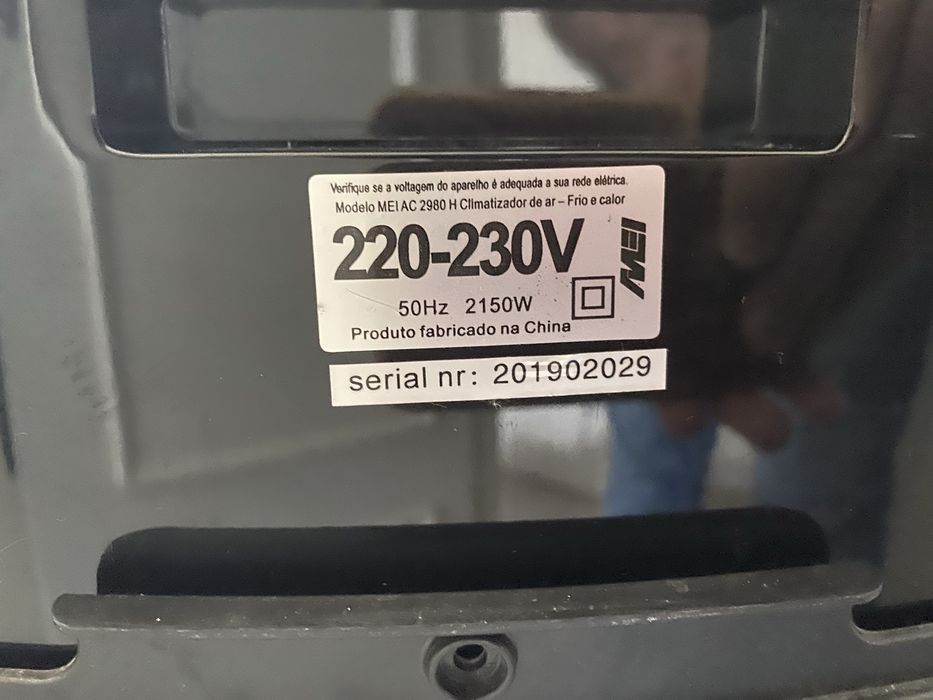 Verifique se a voltagem do aparelho é adequada a sua rede elétrica.
Modelo MEI AC 2980 H Climatizador de ar – Frio e calor
220-230V
MEI
50Hz 2150W
Produto fabricado na China
serial nr: 201902029